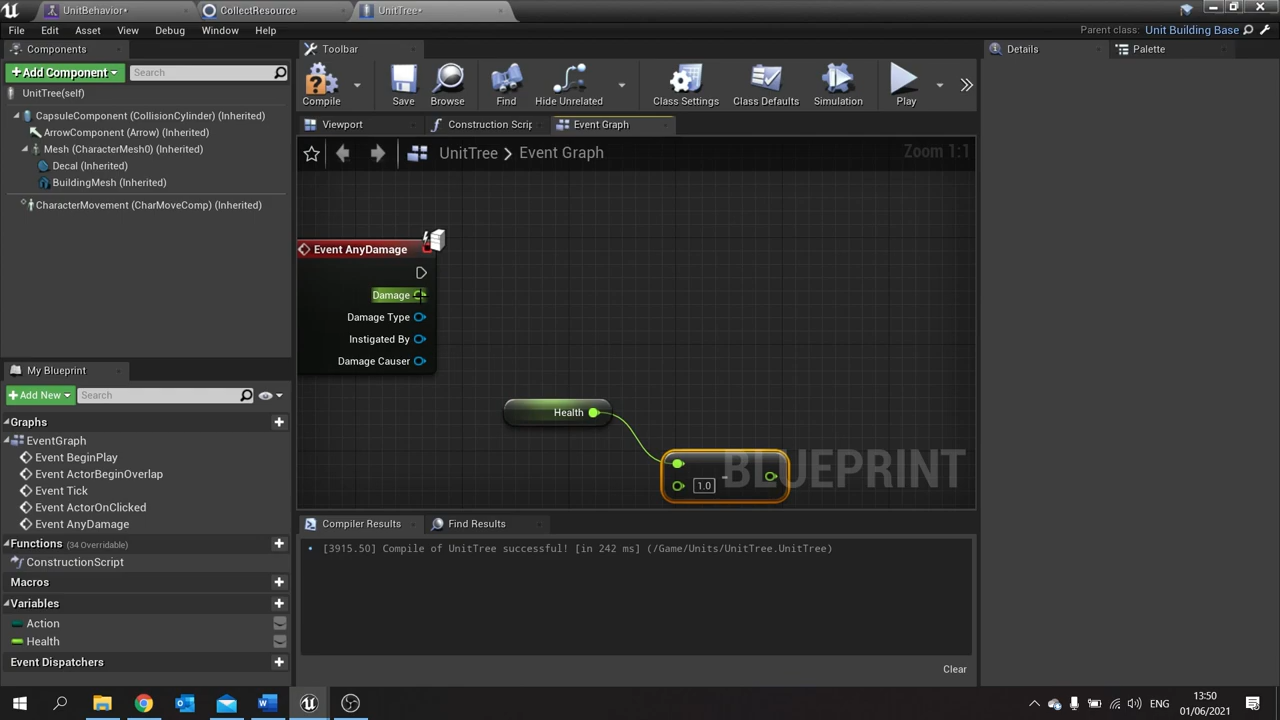 UnitBehavior•
CollectResource
UnitTree•
File Edit Asset View Debug Window Help
Parent class: Unit Building Base
Components
Add Component
Search
UnitTree(self)
CapsuleComponent (CollisionCylinder) (Inherited)
ArrowComponent (Arrow) (Inherited)
Mesh (CharacterMesh0) (Inherited)
Decal (Inherited)
BuildingMesh (Inherited)
CharacterMovement (CharMoveComp) (Inherited)
Toolbar
Compile
Save
Browse
Find
Hide Unrelated
Class Settings
Class Defaults
Simulation
Play
Details
Palette
Viewport
Construction Scrip
Event Graph
UnitTree > Event Graph
Zoom 1:1
Event AnyDamage
Damage
Damage Type
Instigated By
Damage Causer
Health
-
1.0
BLUEPRINT
My Blueprint
Add New
Search
Graphs
EventGraph
Event BeginPlay
Event ActorBeginOverlap
Event Tick
Event ActorOnClicked
Event AnyDamage
Functions (34 Overridable)
ConstructionScript
Macros
Variables
Action
Health
Event Dispatchers
Compiler Results
Find Results
[3915.50] Compile of UnitTree successful! [in 242 ms] (/Game/Units/UnitTree.UnitTree)
Clear
ENG
13:50
01/06/2021